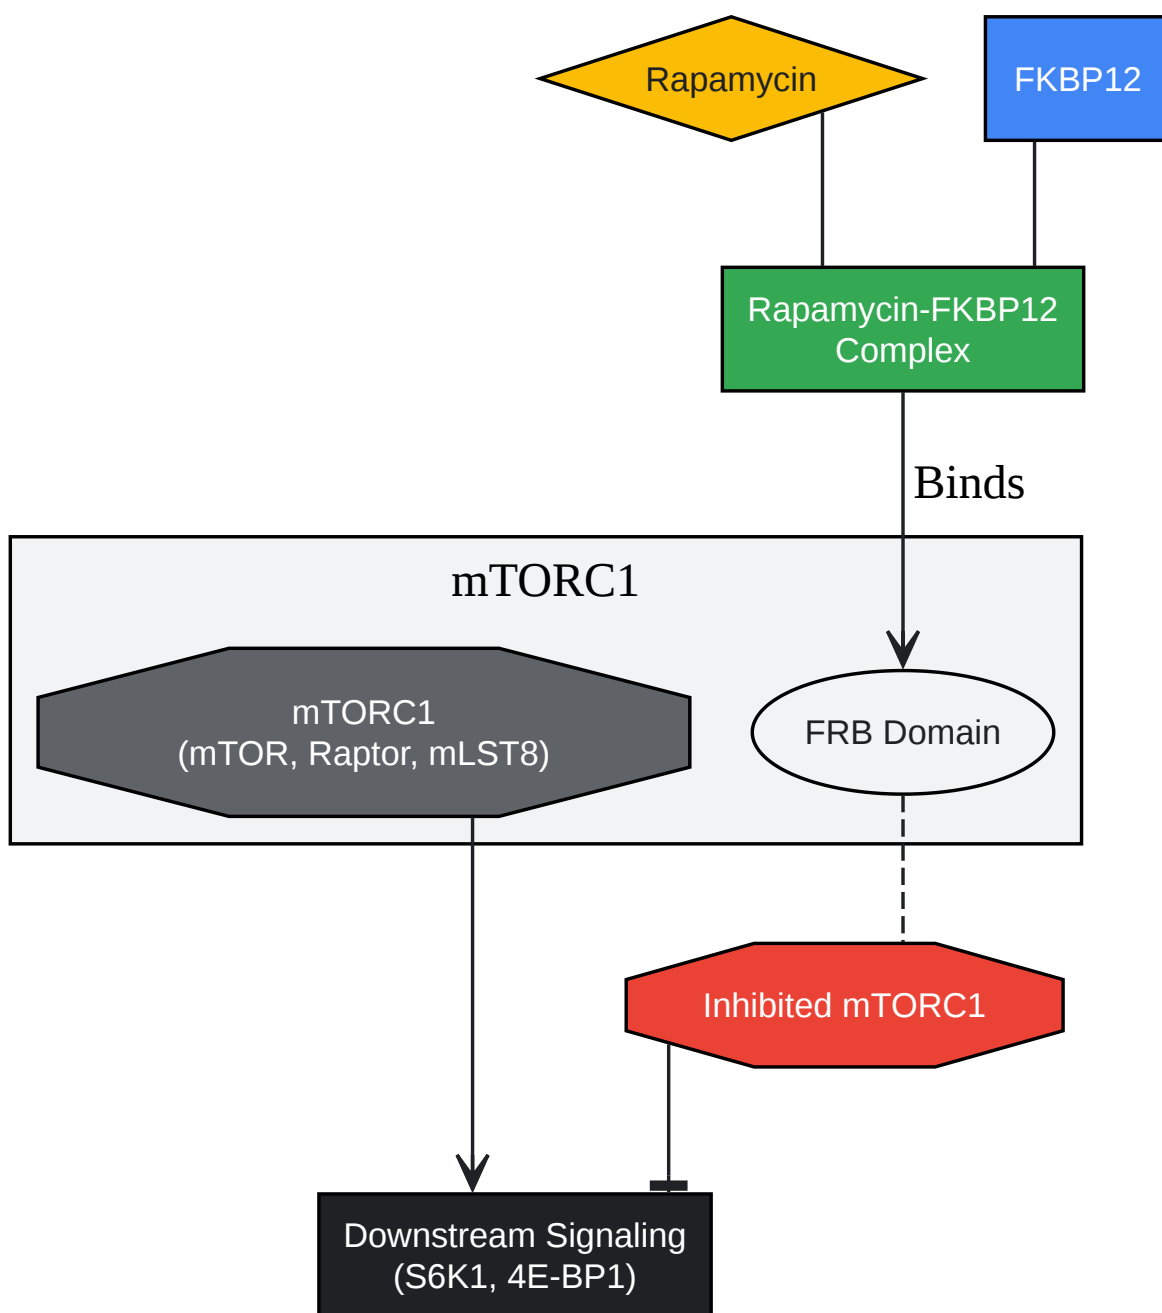 Rapamycin
FKBP12
Rapamycin-FKBP12
Complex
Binds
mTORC1
mTORC1
(mTOR, Raptor, mLST8)
FRB Domain
Inhibited mTORC1
Downstream Signaling
(S6K1, 4E-BP1)